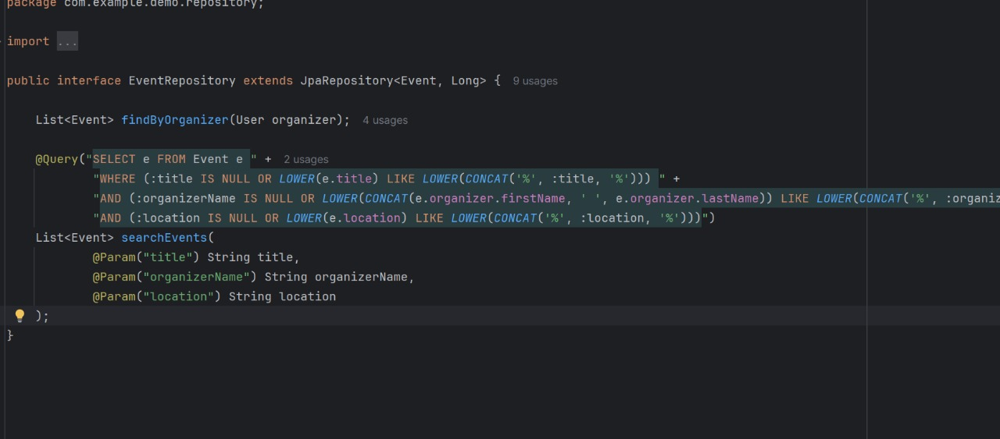 package com.example.demo.repository;
import ...
public interface EventRepository extends JpaRepository<Event, Long> { 9 usages
List<Event> findByOrganizer(User organizer); 4 usages
@Query("SELECT e FROM Event e " + 2 usages
"WHERE (:title IS NULL OR LOWER(e.title) LIKE LOWER(CONCAT('%', :title, '%'))) " +
"AND (:organizerName IS NULL OR LOWER(CONCAT(e.organizer.firstName, ' ', e.organizer.lastName)) LIKE LOWER(CONCAT('%', :organiz
"AND (:location IS NULL OR LOWER(e.location) LIKE LOWER(CONCAT('%', :location, '%')))")
List<Event> searchEvents(
@Param("title") String title,
@Param("organizerName") String organizerName,
@Param("location") String location
);
}